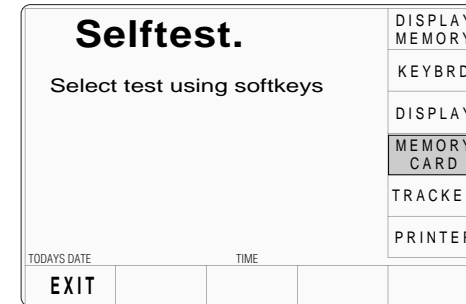 Selftest.
Select test using softkeys
DISPLAY
MEMORY
KEYBRD
DISPLAY
MEMORY
CARD
TRACKE
PRINTER
TODAYS DATE
TIME
EXIT